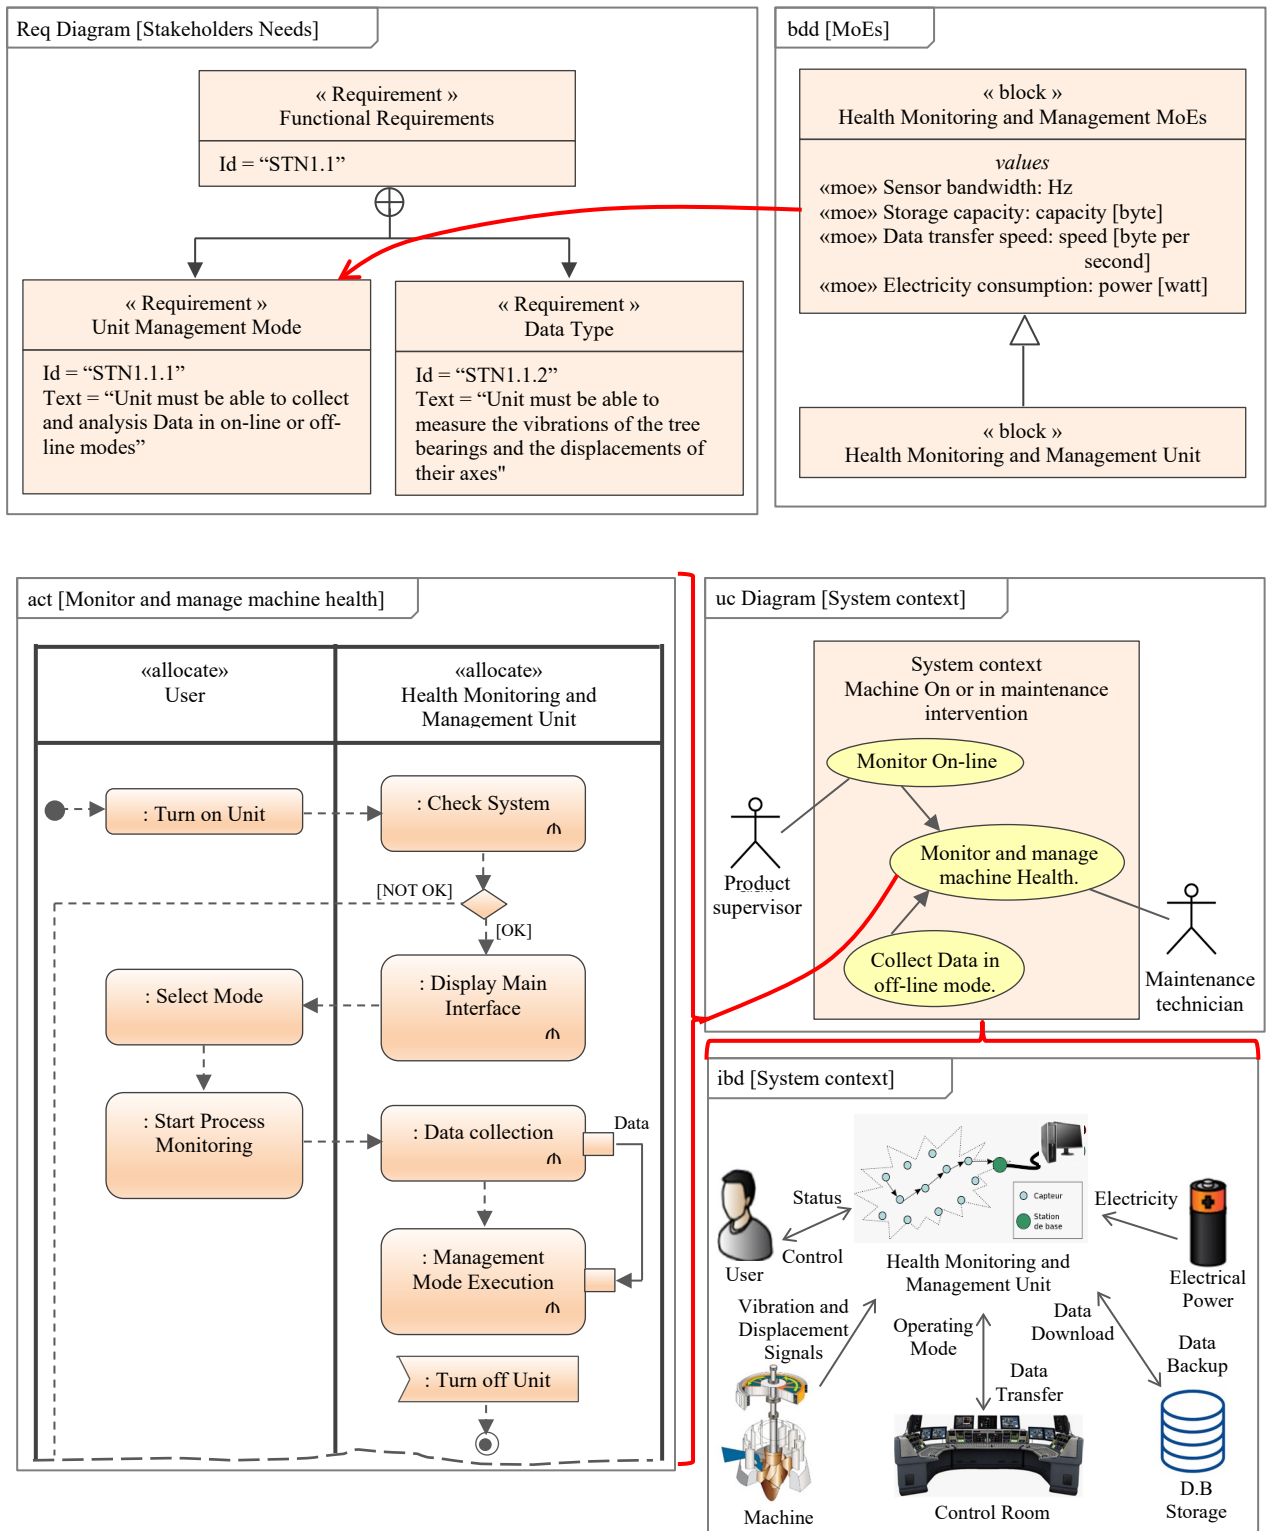 Req Diagram [Stakeholders Needs]
« Requirement »
Functional Requirements
Id = “STN1.1”
« Requirement »
Unit Management Mode
Id = “STN1.1.1”
Text = “Unit must be able to collect
and analysis Data in on-line or off-
line modes”
« Requirement »
Data Type
Id = “STN1.1.2”
Text = “Unit must be able to
measure the vibrations of the tree
bearings and the displacements of
their axes"
bdd [MoEs]
« block »
Health Monitoring and Management MoEs
values
«moe» Sensor bandwidth: Hz
«moe» Storage capacity: capacity [byte]
«moe» Data transfer speed: speed [byte per
second]
«moe» Electricity consumption: power [watt]
« block »
Health Monitoring and Management Unit
act [Monitor and manage machine health]
«allocate»
User
«allocate»
Health Monitoring and
Management Unit
: Turn on Unit
: Check System
[NOT OK]
[OK]
: Select Mode
: Display Main
Interface
: Start Process
Monitoring
: Data collection
Data
: Management
Mode Execution
: Turn off Unit
uc Diagram [System context]
System context
Machine On or in maintenance
intervention
Monitor On-line
Monitor and manage
machine Health.
Collect Data in
off-line mode.
Product
supervisor
Maintenance
technician
ibd [System context]
Status
Control
User
Capteur
Station
de base
Health Monitoring and
Management Unit
Electricity
Electrical
Power
Vibration and
Displacement
Signals
Operating
Mode
Data
Transfer
Data
Download
Data
Backup
Machine
Control Room
D.B
Storage